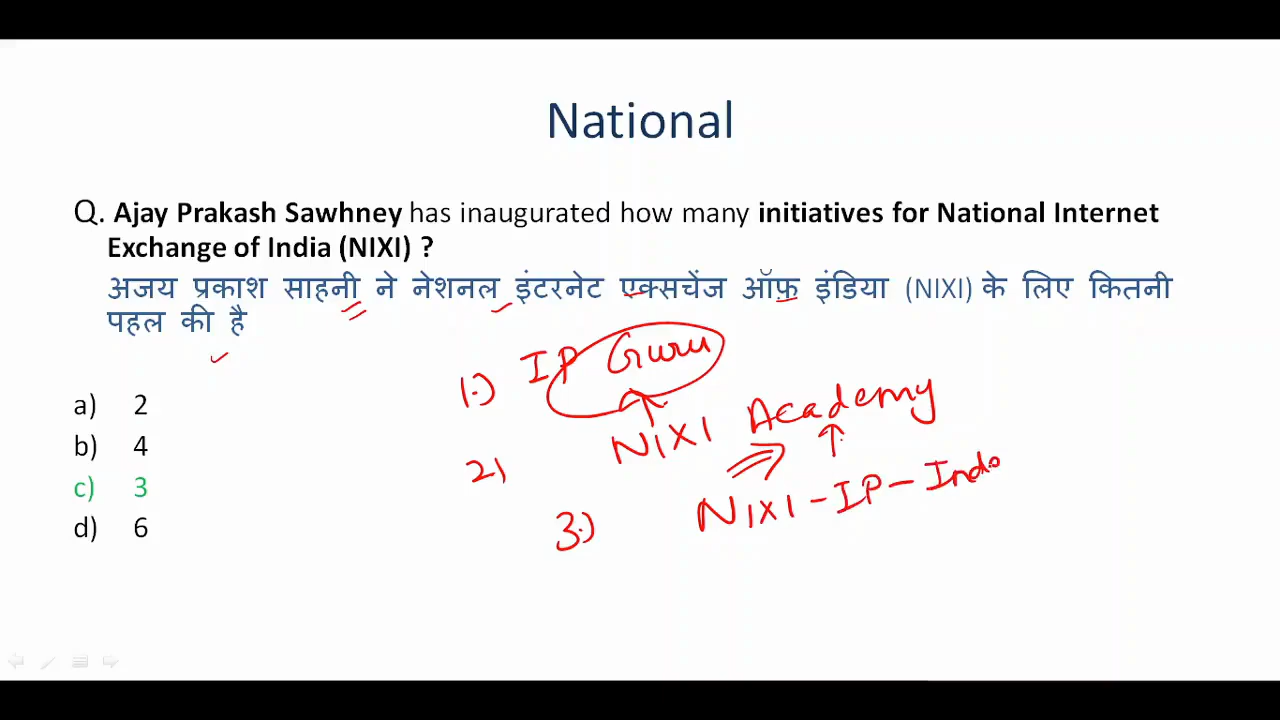 National
Q. Ajay Prakash Sawhney has inaugurated how many initiatives for National Internet
Exchange of India (NIXI) ?
अजय प्रकाश साहनी ने नेशनल इंटरनेट एक्सचेंज ऑफ़ इंडिया (NIXI) के लिए कितनी
पहल की है
a) 2
b) 4
c) 3
d) 6
1.) IP Guru
2) NIXI Academy
3.) NIXI-IP-Indo